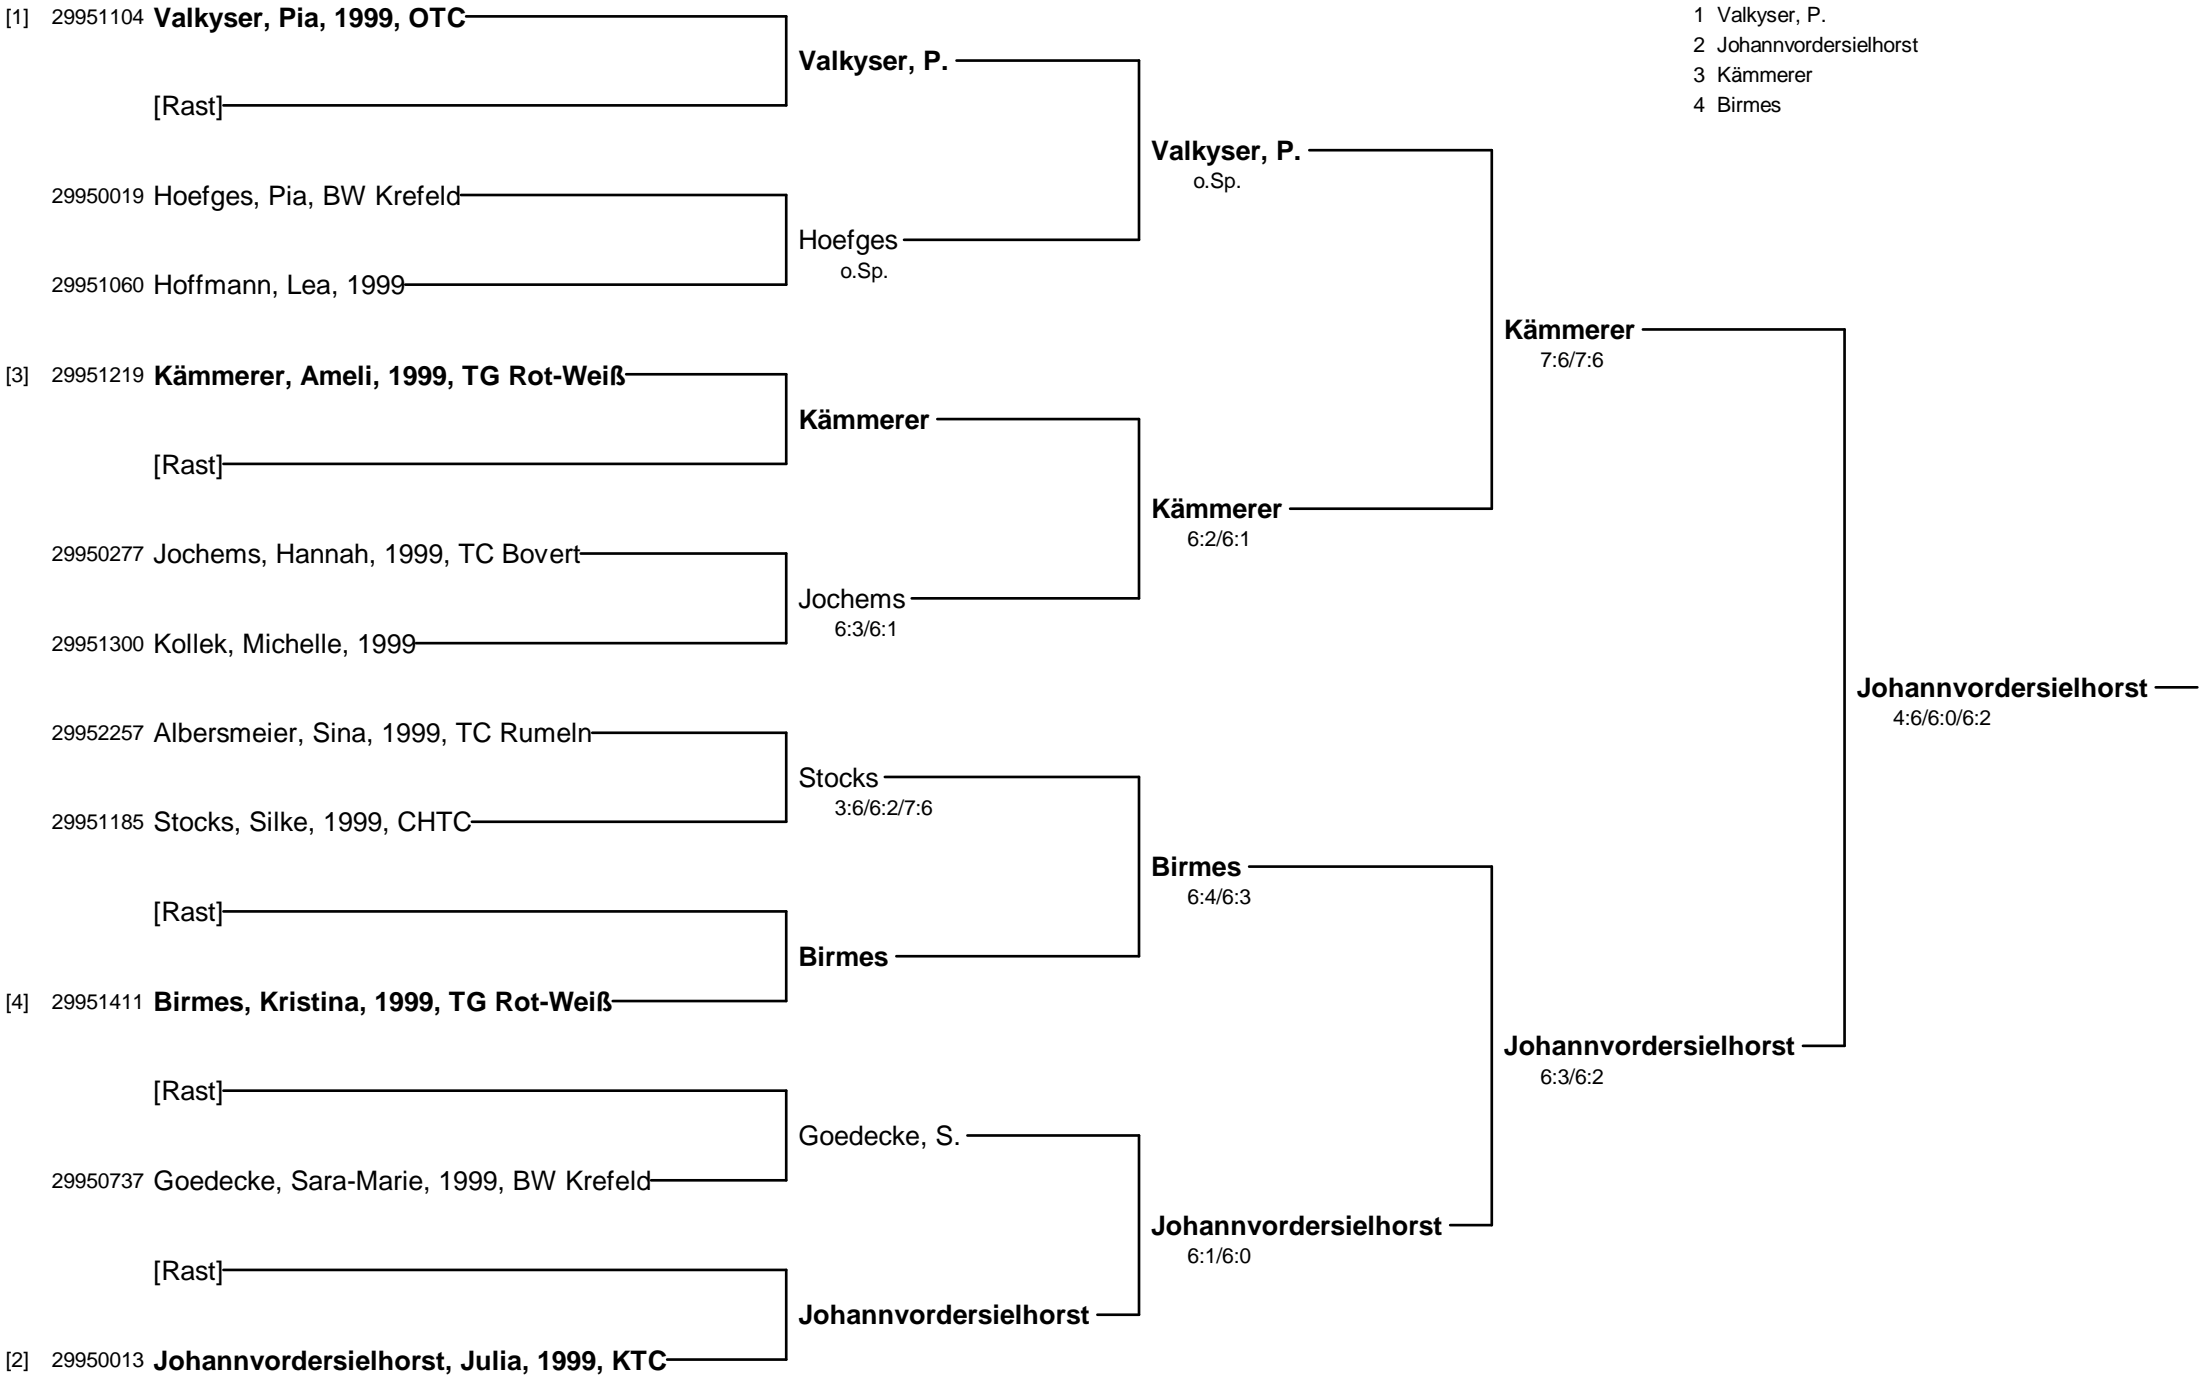 [1] 29951104 Valkyser, Pia, 1999, OTC
[Rast]
29950019 Hoefges, Pia, BW Krefeld
29951060 Hoffmann, Lea, 1999
[3] 29951219 Kämmerer, Ameli, 1999, TG Rot-Weiß
[Rast]
29950277 Jochems, Hannah, 1999, TC Bovert
29951300 Kollek, Michelle, 1999
29952257 Albersmeier, Sina, 1999, TC Rumeln
29951185 Stocks, Silke, 1999, CHTC
[Rast]
[4] 29951411 Birmes, Kristina, 1999, TG Rot-Weiß
[Rast]
29950737 Goedecke, Sara-Marie, 1999, BW Krefeld
[Rast]
[2] 29950013 Johannvordersielhorst, Julia, 1999, KTC
Valkyser, P.
Hoefges
o.Sp.
Kämmerer
Jochems
6:3/6:1
Stocks
3:6/6:2/7:6
Birmes
Goedecke, S.
Johannvordersielhorst
Valkyser, P.
o.Sp.
Kämmerer
6:2/6:1
Birmes
6:4/6:3
Johannvordersielhorst
6:1/6:0
Kämmerer
7:6/7:6
Johannvordersielhorst
6:3/6:2
Johannvordersielhorst
4:6/6:0/6:2
1 Valkyser, P.
2 Johannvordersielhorst
3 Kämmerer
4 Birmes